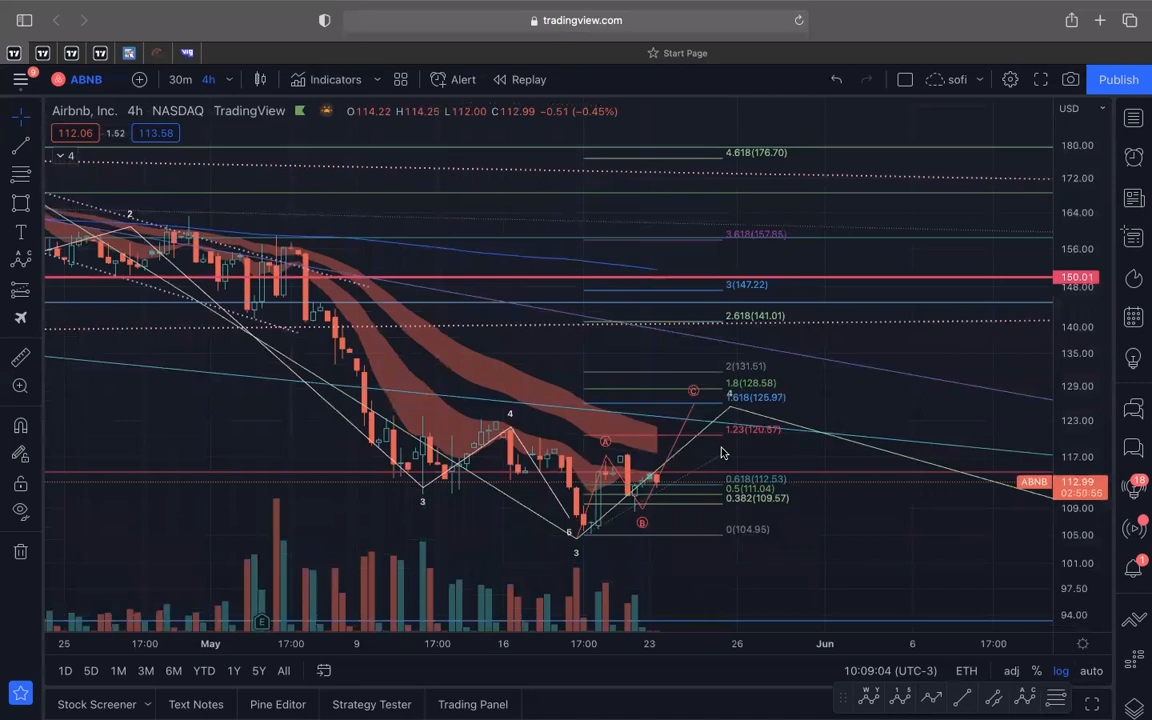 tradingview.com
Start Page
9
ABNB
30m 4h
Indicators
Alert
Replay
sofi
Publish
Airbnb, Inc. 4h NASDAQ TradingView
O114.22 H114.25 L112.00 C112.99 −0.51 (−0.45%)
USD
112.06 1.52 113.58
4
4.618(176.70)
3.618(157.85)
3(147.22)
2.618(141.01)
2(131.51)
1.8(128.58)
1.618(125.97)
1.23(120.67)
0.618(112.53)
0.5(111.04)
0.382(109.57)
0(104.95)
2
3
4
5
3
A
B
C
E
180.00
172.00
164.00
156.00
150.01
148.00
140.00
135.00
129.00
123.00
117.00
ABNB 112.99
02:50:56
109.00
105.00
101.00
97.50
94.00
18
1
25 17:00 May 17:00 9 17:00 16 17:00 23 26 Jun 6 17:00
1D 5D 1M 3M 6M YTD 1Y 5Y All
10:09:04 (UTC-3) ETH adj % log auto
Stock Screener Text Notes Pine Editor Strategy Tester Trading Panel